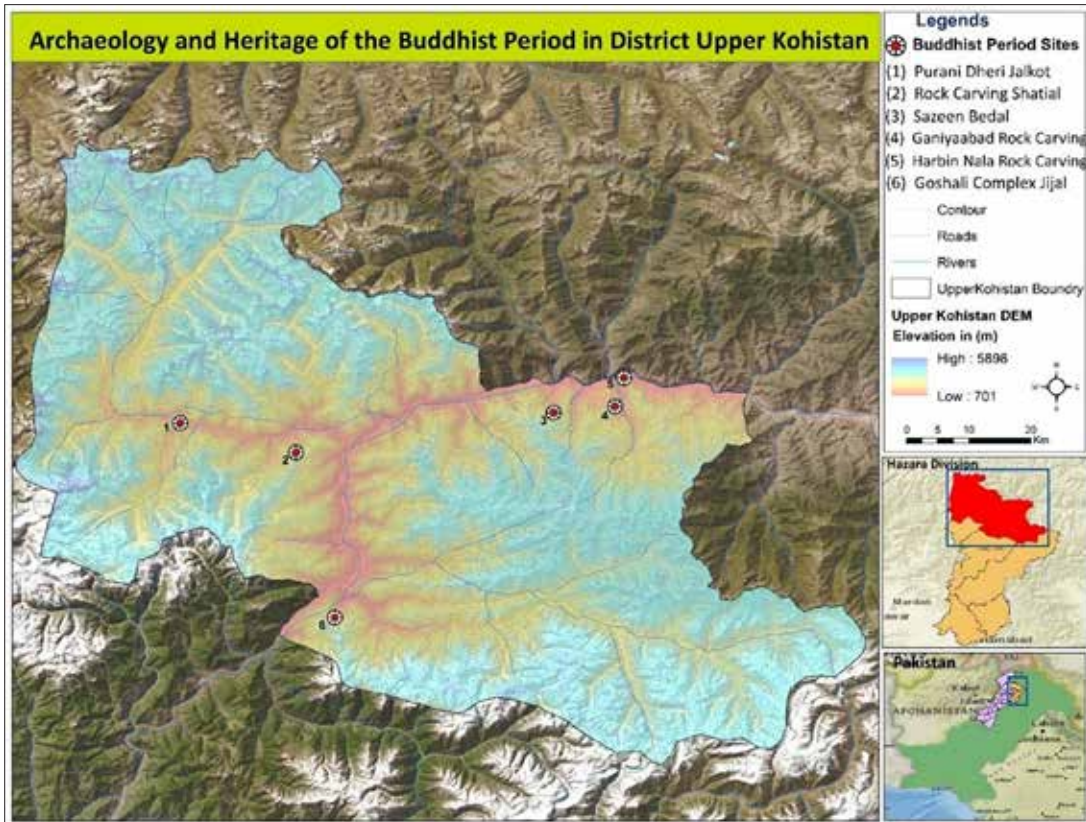 Archaeology and Heritage of the Buddhist Period in District Upper Kohistan
1
2
3
4
5
6
Legends
Buddhist Period Sites
(1) Purani Dheri Jalkot
(2) Rock Carving Shatial
(3) Sazeen Bedal
(4) Ganiyaabad Rock Carving
(5) Harbin Nala Rock Carving
(6) Goshali Complex Jijal
Contour
Roads
Rivers
UpperKohistan Boundry
Upper Kohistan DEM
Elevation in (m)
High : 5896
Low : 701
0 5 10 20
Km
Hazara Division
Mardan
Pakistan
AFGHANISTAN